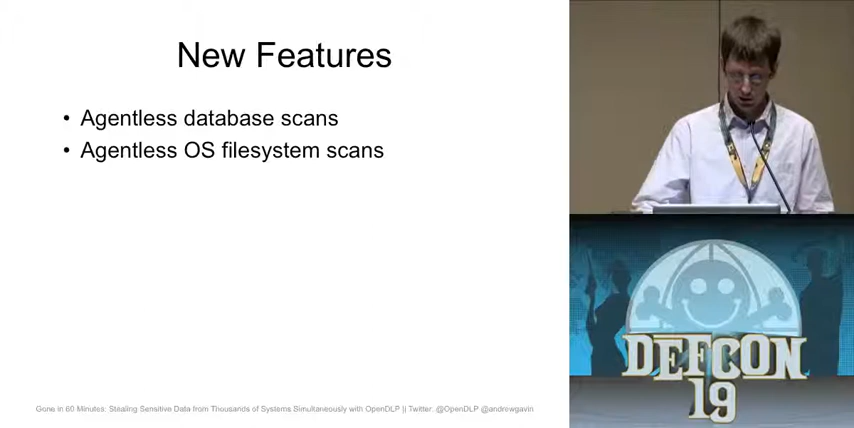 New Features
• Agentless database scans
• Agentless OS filesystem scans
Gone in 60 Minutes: Stealing Sensitive Data from Thousands of Systems Simultaneously with OpenDLP || Twitter: @OpenDLP @andrewgavin
DEFCON
19